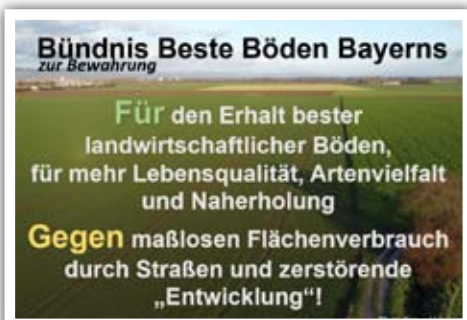 Bündnis Beste Böden Bayerns
zur Bewahrung
Für den Erhalt bester
landwirtschaftlicher Böden,
für mehr Lebensqualität, Artenvielfalt
und Naherholung
Gegen maßlosen Flächenverbrauch
durch Straßen und zerstörende
„Entwicklung“!